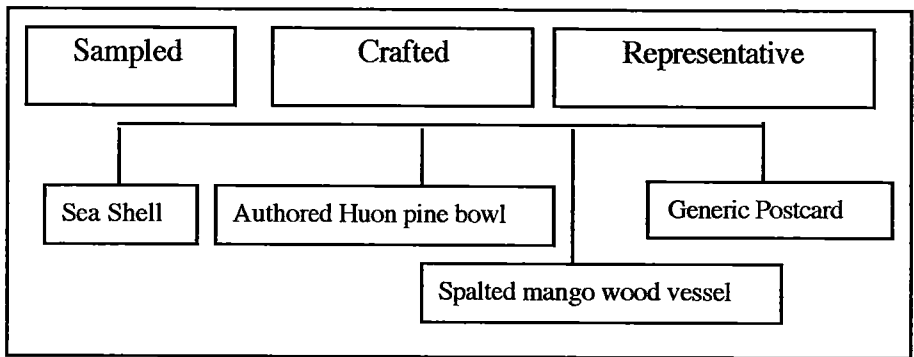 Sampled
Crafted
Representative
Sea Shell
Authored Huon pine bowl
Generic Postcard
Spalted mango wood vessel